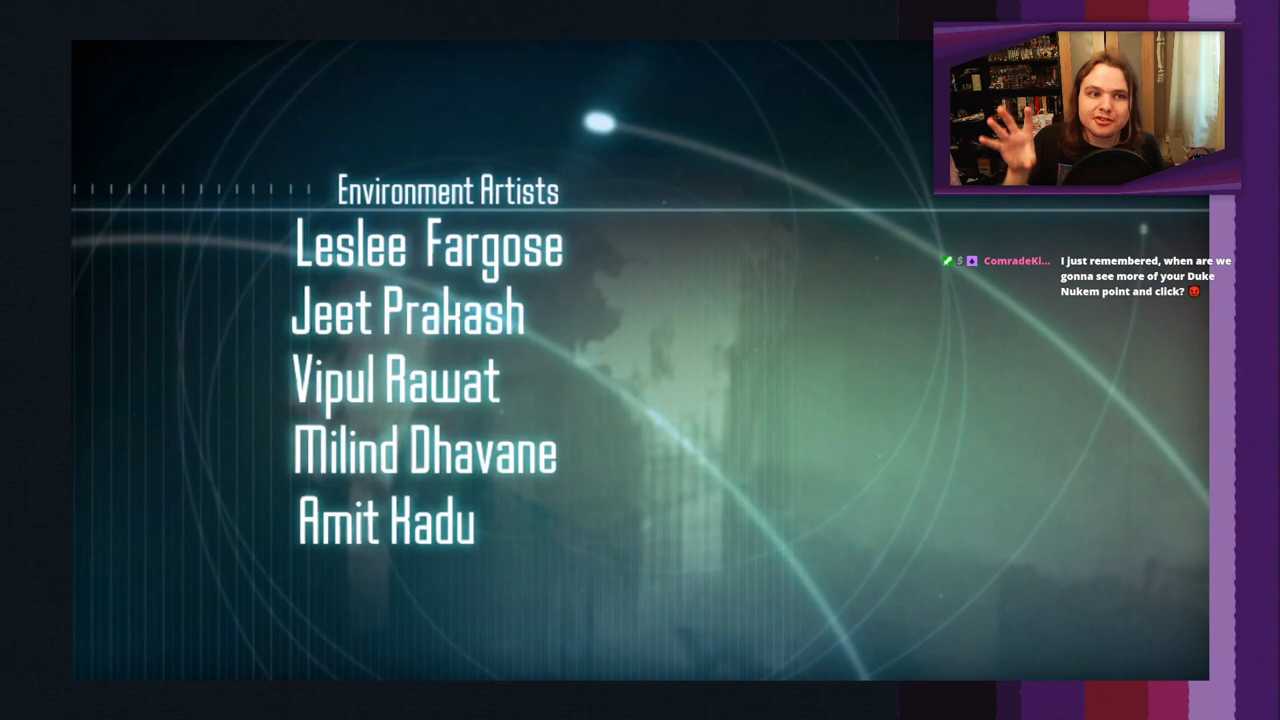 Environment Artists
Leslee Fargose
Jeet Prakash
Vipul Rawat
Milind Dhavane
Amit Kadu
$ ComradeKi... I just remembered, when are we
gonna see more of your Duke
Nukem point and click?